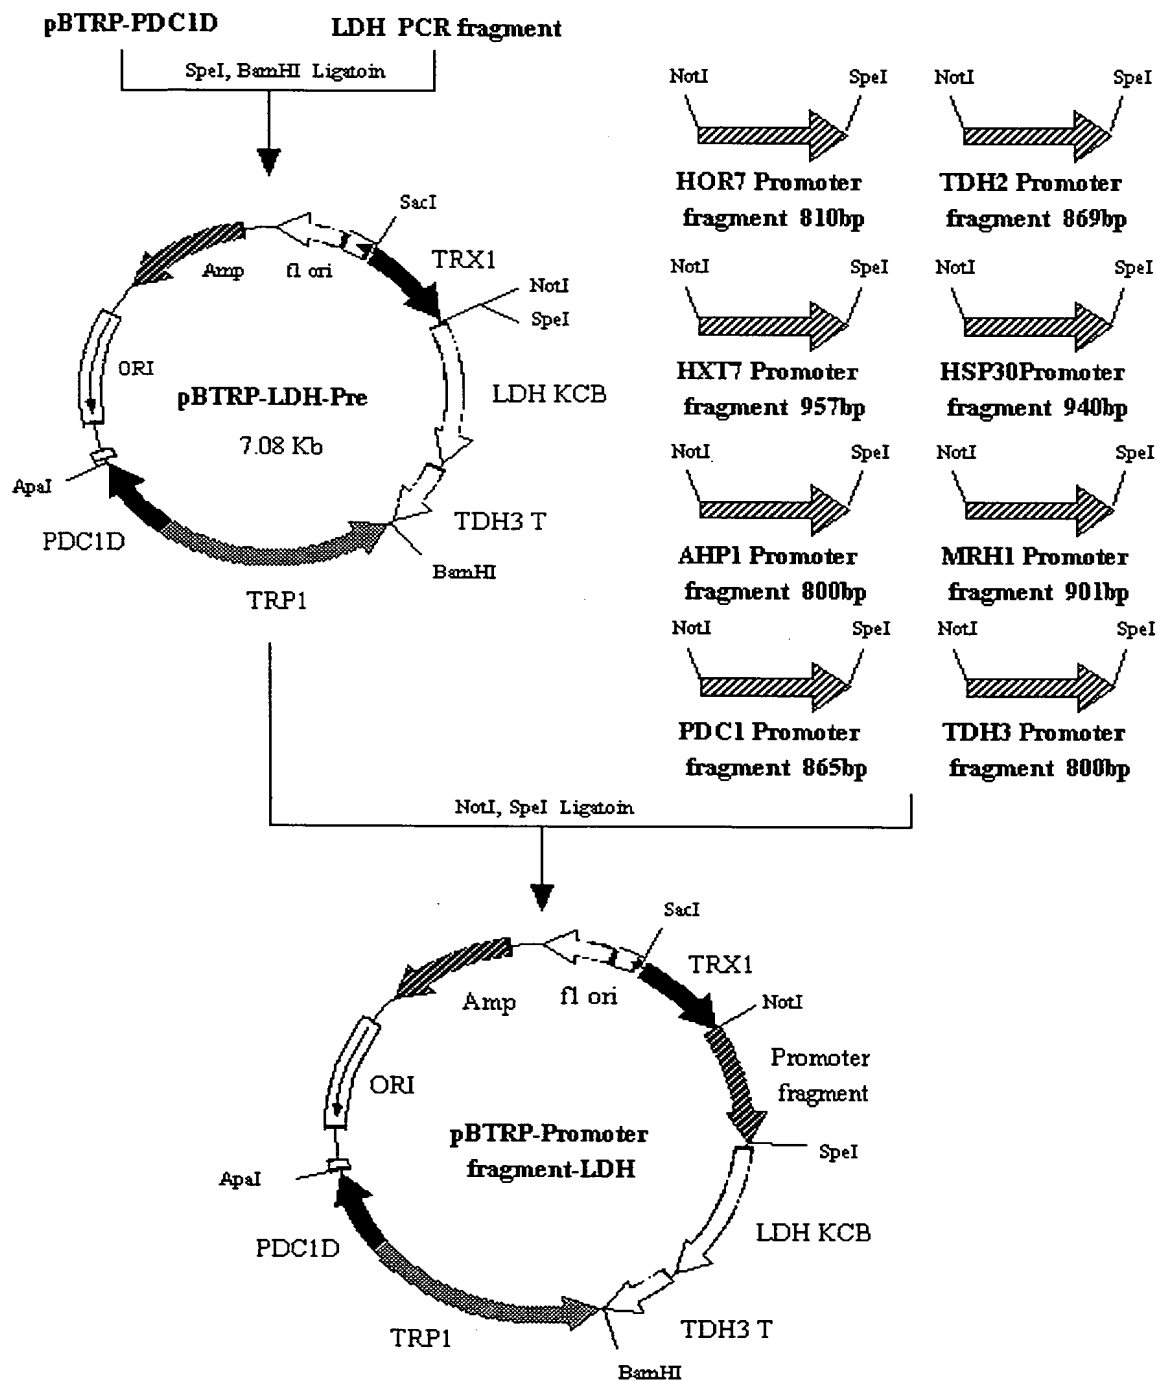 pBTRP-PDC1D
LDH PCR fragment
SpeI, BamHI Ligatoin
SacI
TRX1
NotI
SpeI
Amp
f1 ori
ORI
pBTRP-LDH-Pre
7.08 Kb
LDH KCB
ApaI
PDC1D
TDH3 T
BamHI
TRP1
NotI
SpeI
HOR7 Promoter
fragment 810bp
NotI
SpeI
TDH2 Promoter
fragment 869bp
NotI
SpeI
HXT7 Promoter
fragment 957bp
NotI
SpeI
HSP30Promoter
fragment 940bp
NotI
SpeI
AHP1 Promoter
fragment 800bp
NotI
SpeI
MRH1 Promoter
fragment 901bp
NotI
SpeI
PDC1 Promoter
fragment 865bp
NotI
SpeI
TDH3 Promoter
fragment 800bp
NotI, SpeI Ligatoin
SacI
TRX1
NotI
Amp
f1 ori
Promoter
fragment
ORI
pBTRP-Promoter
fragment-LDH
SpeI
ApaI
LDH KCB
PDC1D
TDH3 T
TRP1
BamHI